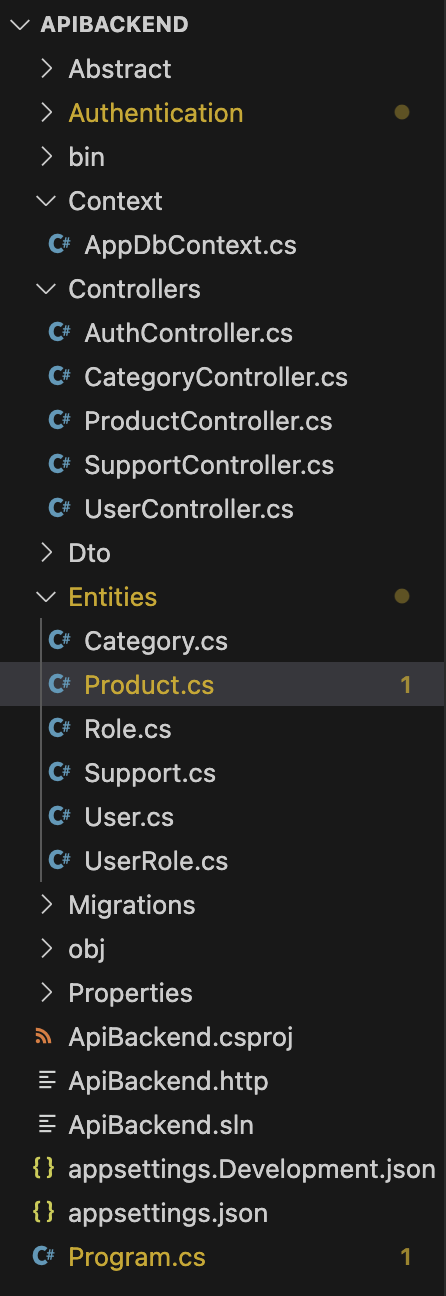 APIBACKEND
Abstract
Authentication
bin
Context
C# AppDbContext.cs
Controllers
C# AuthController.cs
C# CategoryController.cs
C# ProductController.cs
C# SupportController.cs
C# UserController.cs
Dto
Entities
C# Category.cs
C# Product.cs 1
C# Role.cs
C# Support.cs
C# User.cs
C# UserRole.cs
Migrations
obj
Properties
ApiBackend.csproj
ApiBackend.http
ApiBackend.sln
{} appsettings.Development.json
{} appsettings.json
C# Program.cs 1